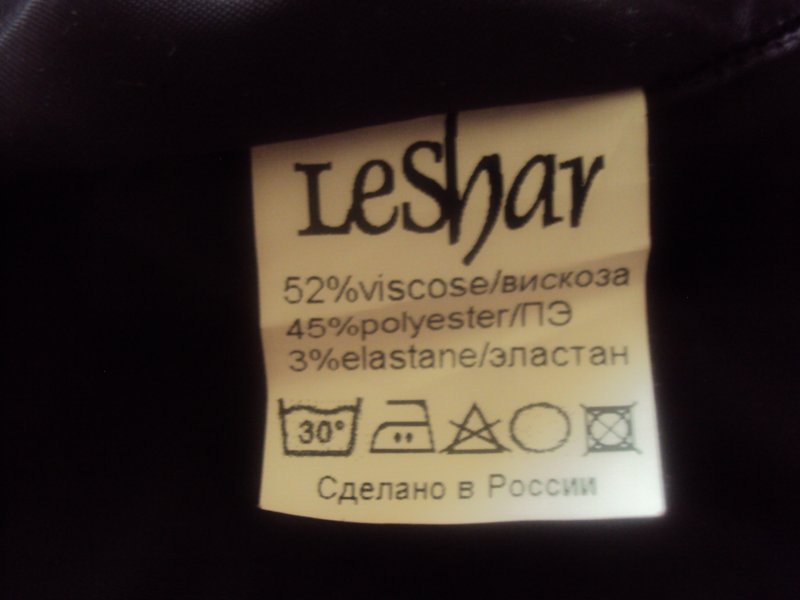 LeShar
52%viscose/вискоза
45%polyester/ПЭ
3%elastane/эластан
30°
Сделано в России